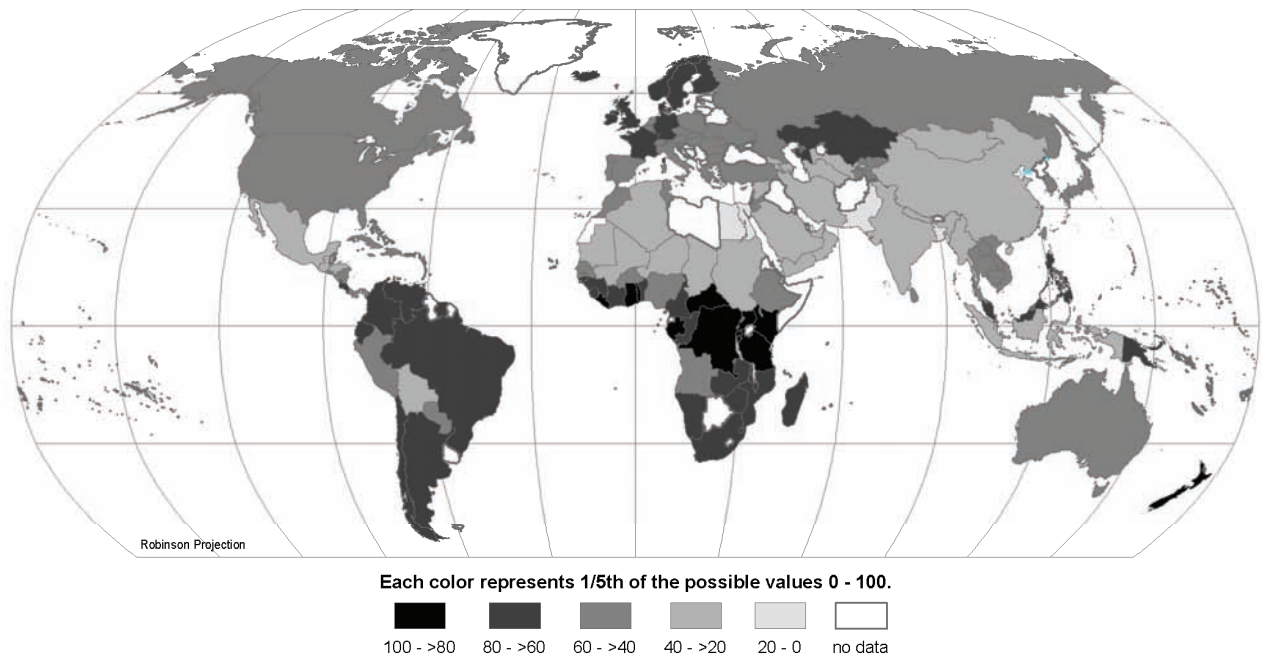 Robinson Projection
Each color represents 1/5th of the possible values 0 - 100.
100 - >80 80 - >60 60 - >40 40 - >20 20 - 0 no data